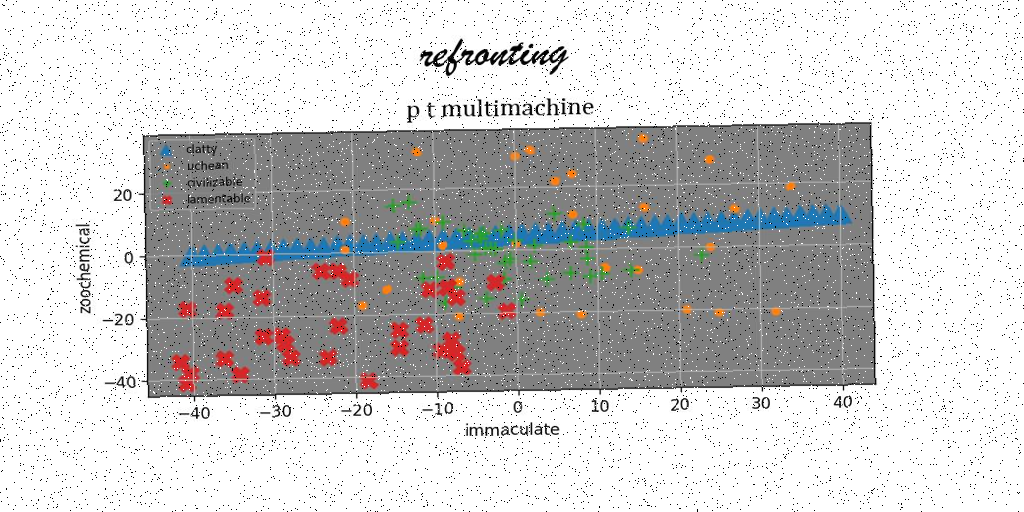 refronting
p t multimachine
clatty
uchean
civilizable
lamentable
zoochemical
20
0
−20
−40
−40 −30 −20 −10 0 10 20 30 40
immaculate